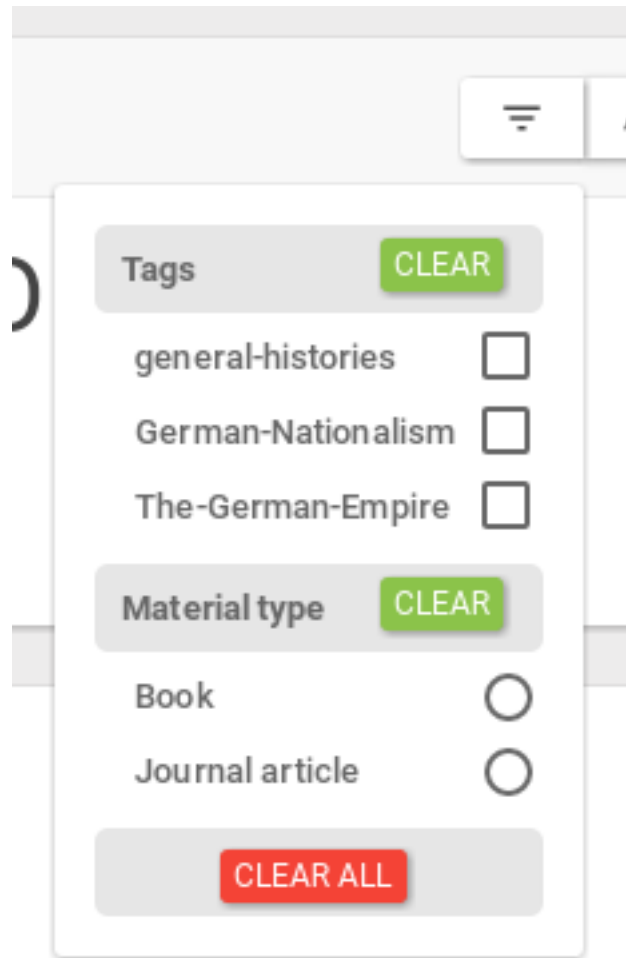 Tags
CLEAR
general-histories
German-Nationalism
The-German-Empire
Material type
CLEAR
Book
Journal article
CLEAR ALL